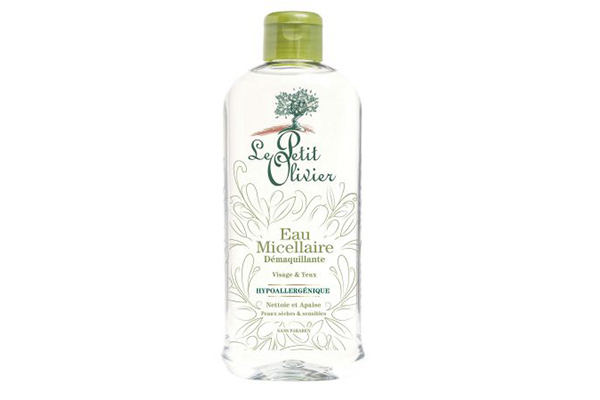 Le Petit
Olivier
Eau
Micellaire
Démaquillante
Visage & Yeux
HYPOALLERGÉNIQUE
Nettoie et Apaise
Peaux sèches & sensibles
SANS PARABEN